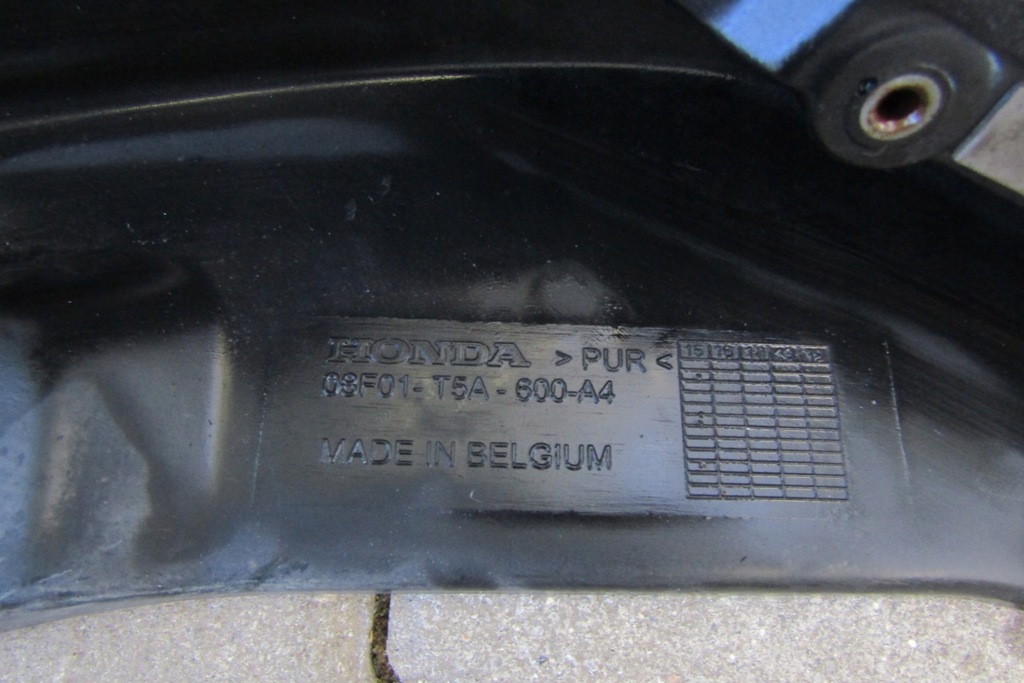 HONDA >PUR<
08F01-T5A-600-A4
MADE IN BELGIUM